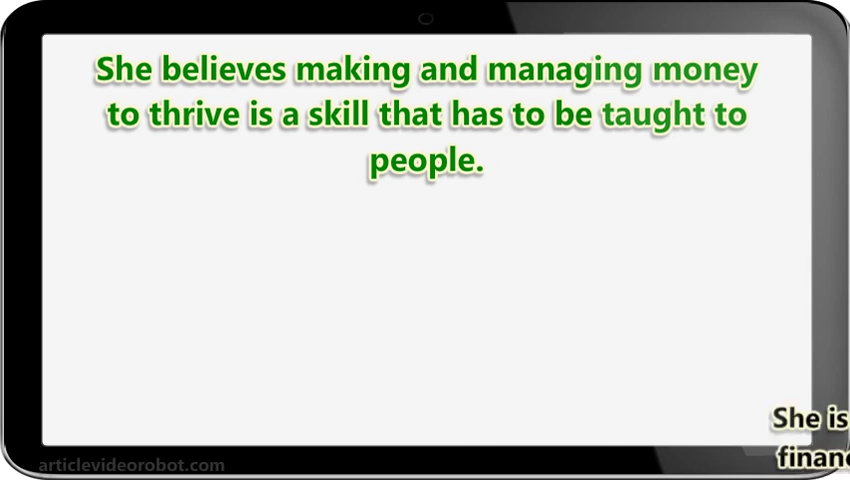 She believes making and managing money
to thrive is a skill that has to be taught to
people.
She is
articlevideorobot.com